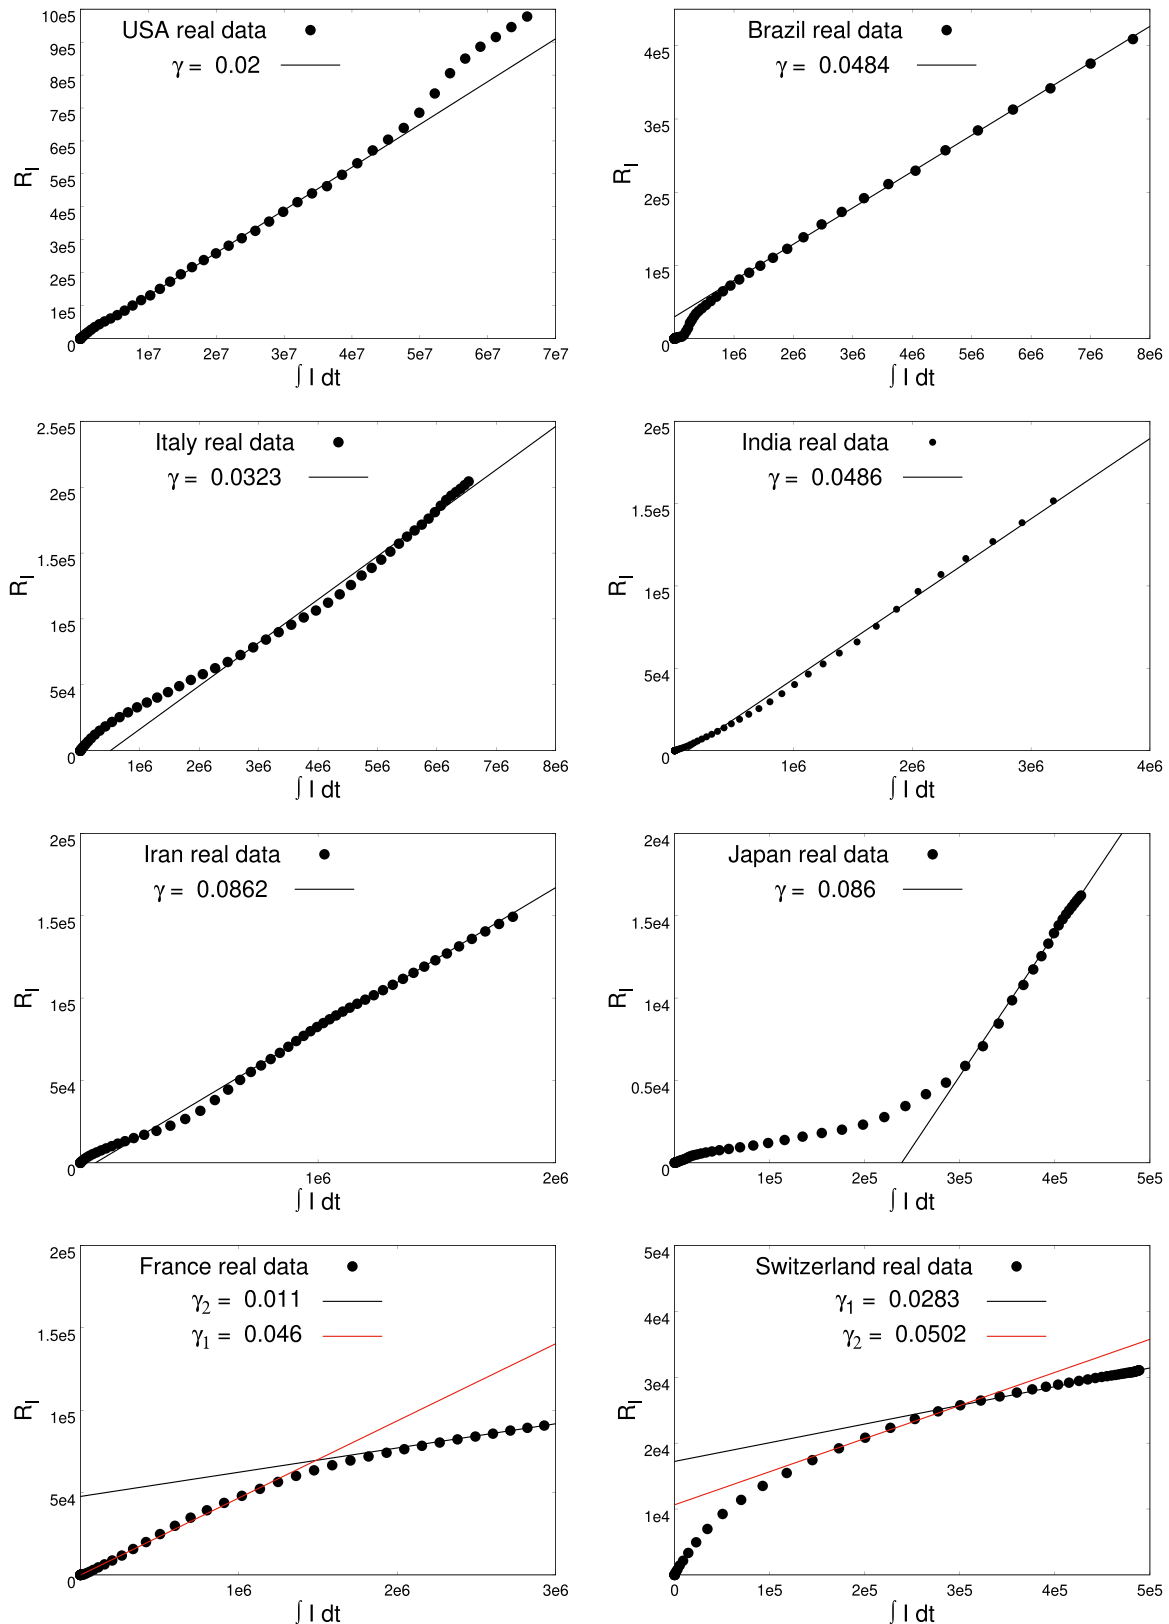 USA real data
γ = 0.02
10e5
9e5
8e5
7e5
6e5
5e5
4e5
3e5
2e5
1e5
0
1e7 2e7 3e7 4e7 5e7 6e7 7e7
R_I
∫ I dt
Brazil real data
γ = 0.0484
4e5
3e5
2e5
1e5
0
1e6 2e6 3e6 4e6 5e6 6e6 7e6 8e6
R_I
∫ I dt
Italy real data
γ = 0.0323
2.5e5
2e5
1.5e5
1e5
5e4
0
1e6 2e6 3e6 4e6 5e6 6e6 7e6 8e6
R_I
∫ I dt
India real data
γ = 0.0486
2e5
1.5e5
1e5
5e4
0
1e6 2e6 3e6 4e6
R_I
∫ I dt
Iran real data
γ = 0.0862
2e5
1.5e5
1e5
5e4
0
1e6 2e6
R_I
∫ I dt
Japan real data
γ = 0.086
2e4
1.5e4
1e4
0.5e4
0
1e5 2e5 3e5 4e5 5e5
R_I
∫ I dt
France real data
γ₂ = 0.011
γ₁ = 0.046
2e5
1.5e5
1e5
5e4
0
1e6 2e6 3e6
R_I
∫ I dt
Switzerland real data
γ₁ = 0.0283
γ₂ = 0.0502
5e4
4e4
3e4
2e4
1e4
0
0 1e5 2e5 3e5 4e5 5e5
R_I
∫ I dt